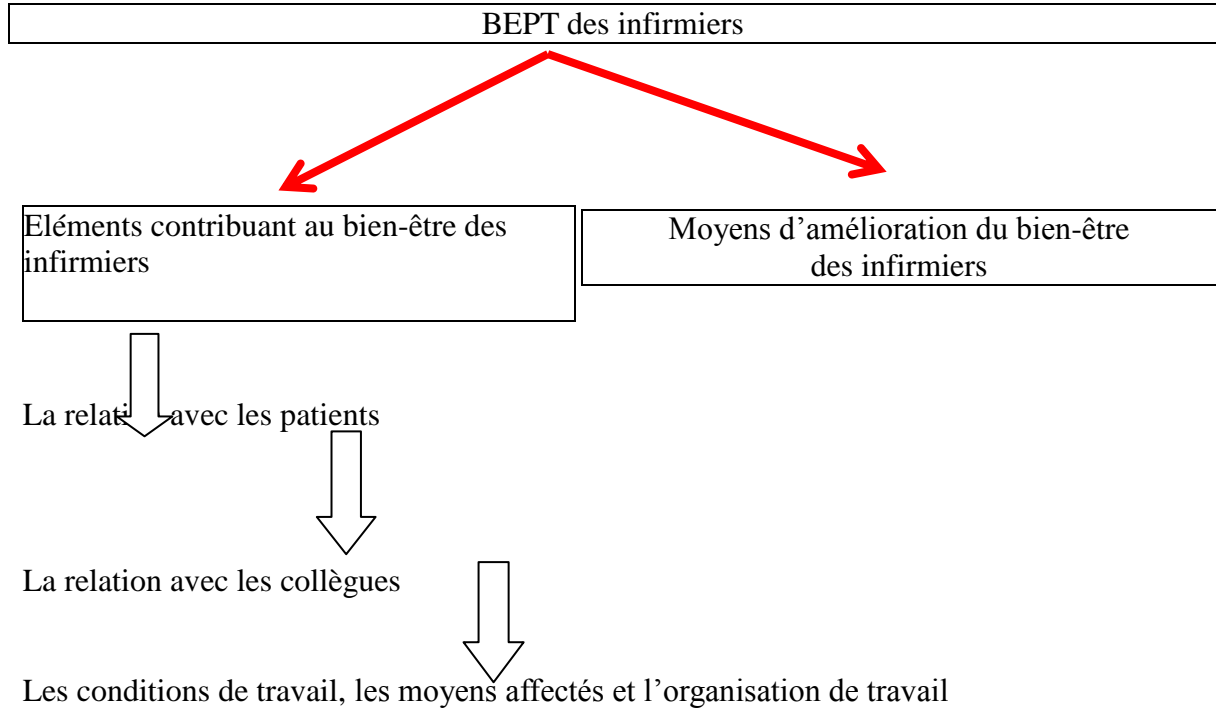 BEPT des infirmiers
Eléments contribuant au bien-être des
infirmiers
Moyens d’amélioration du bien-être
des infirmiers
La relation avec les patients
La relation avec les collègues
Les conditions de travail, les moyens affectés et l’organisation de travail